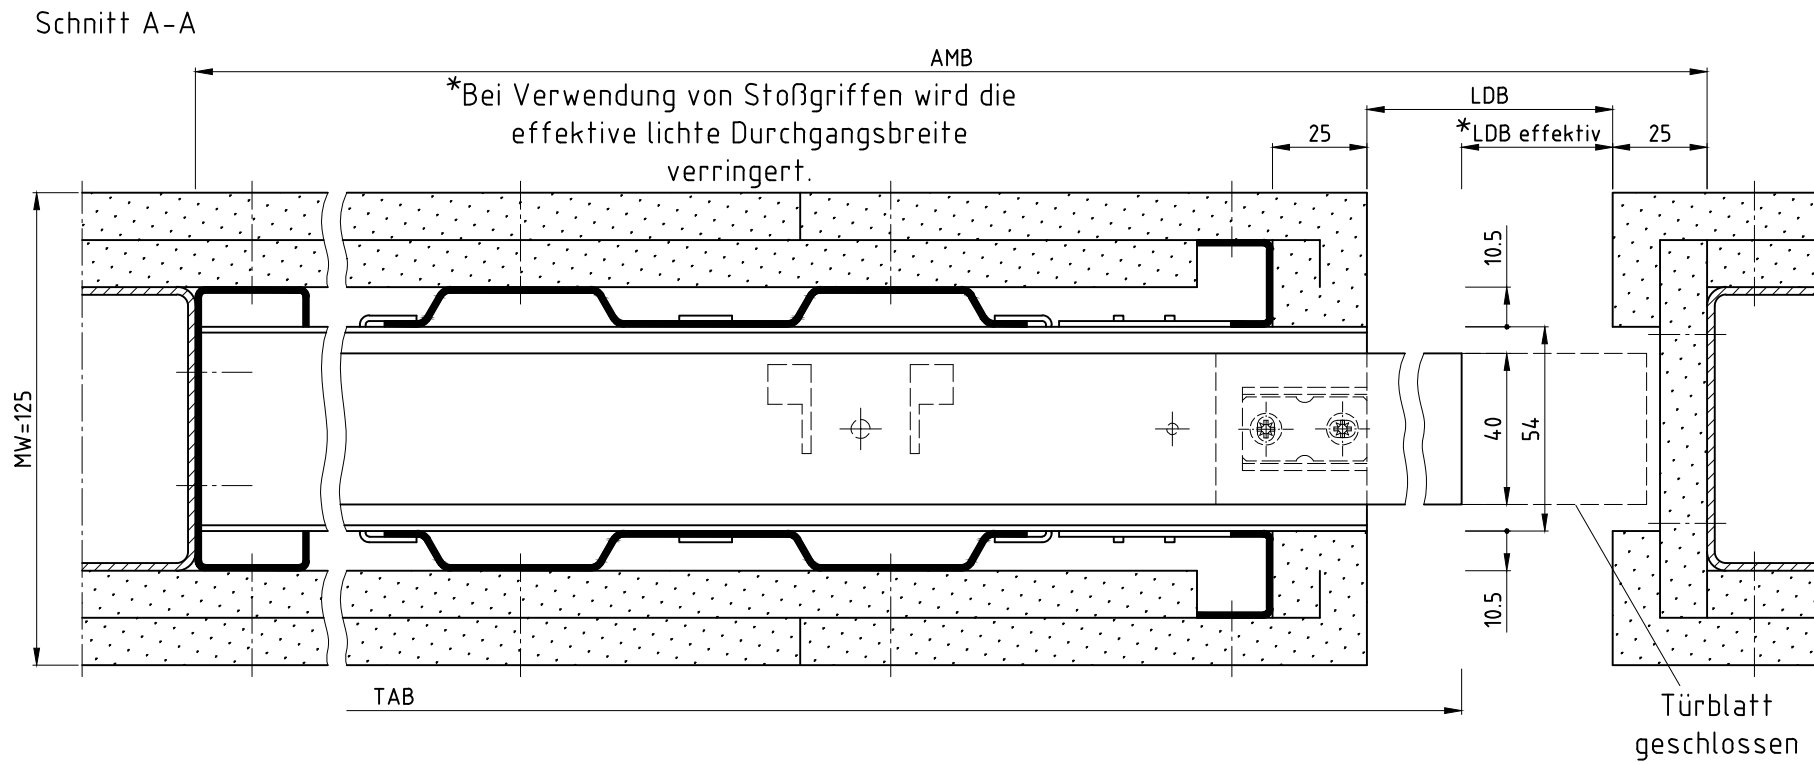 Schnitt A-A
AMB
*Bei Verwendung von Stoßgriffen wird die
effektive lichte Durchgangsbreite
verringert.
LDB
25
*LDB effektiv
25
10.5
MW=125
40
54
10.5
TAB
Türblatt
geschlossen